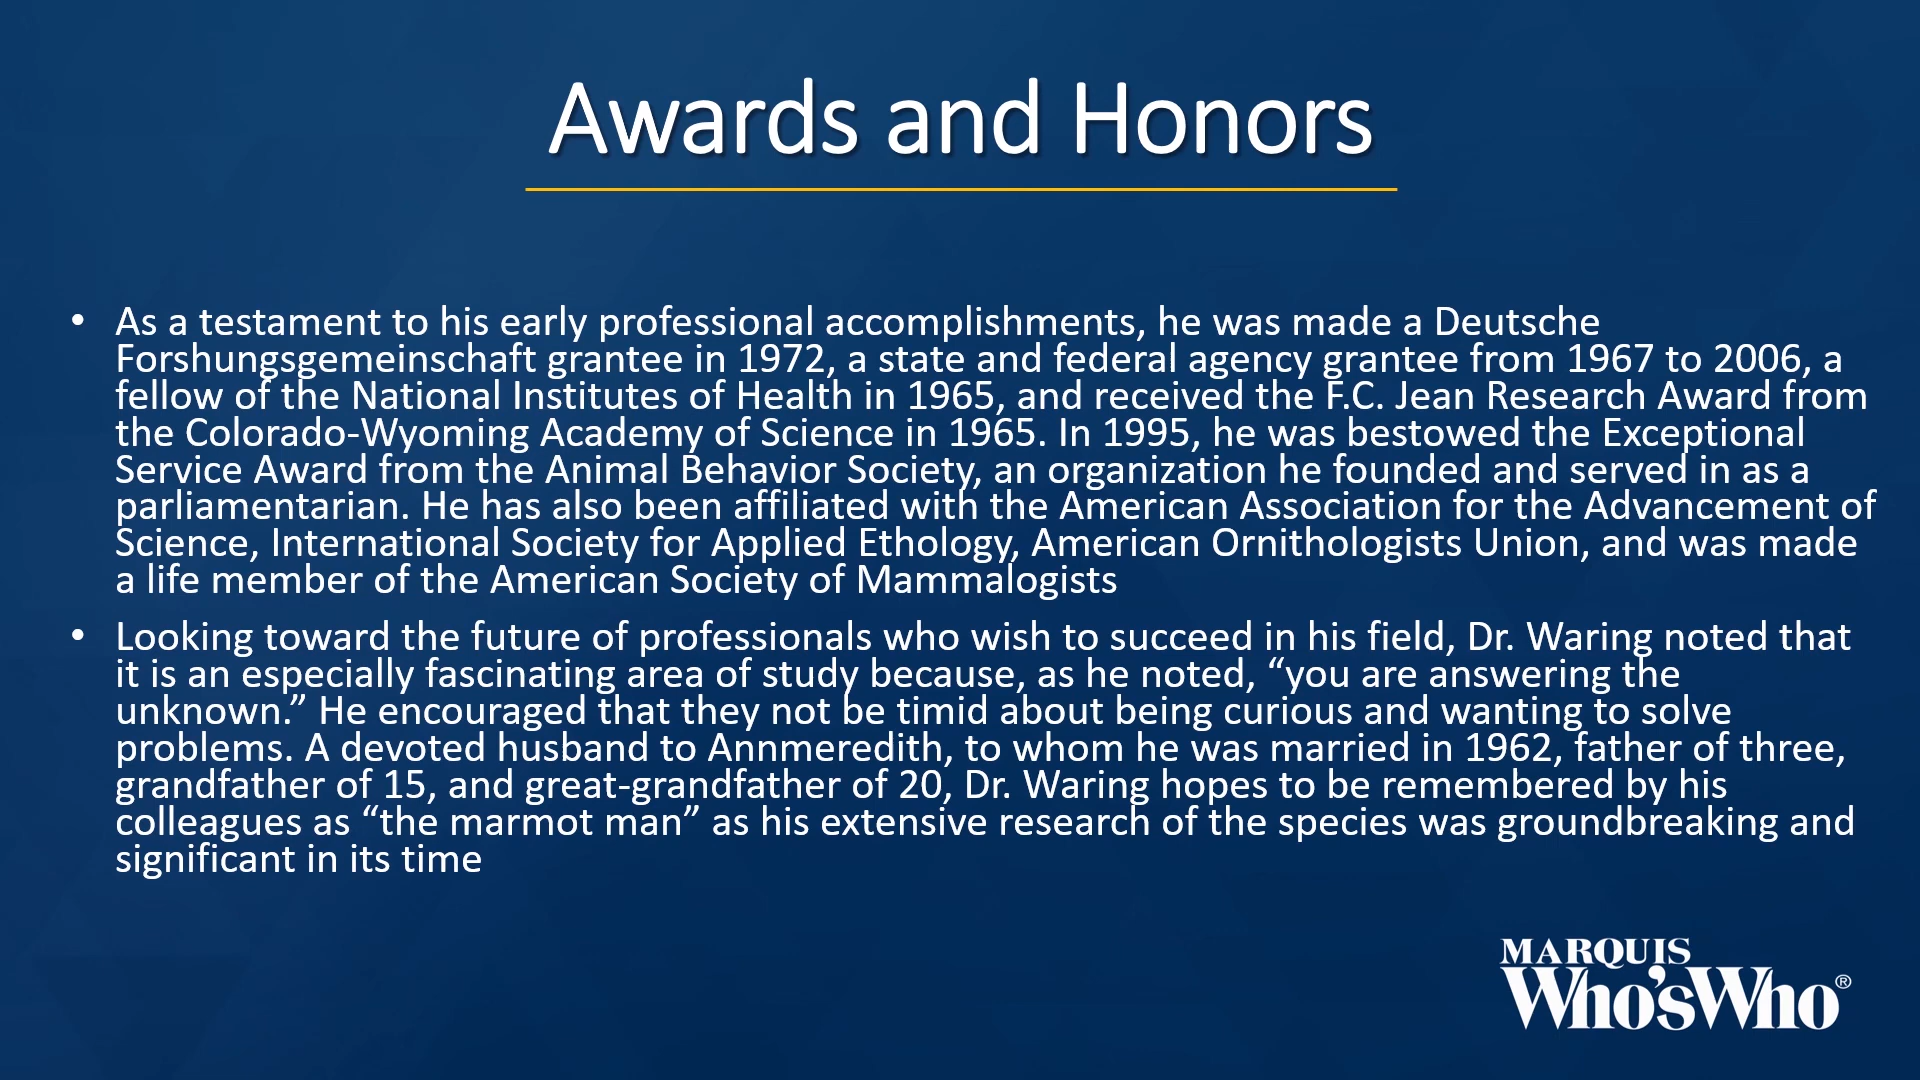 Awards and Honors
• As a testament to his early professional accomplishments, he was made a Deutsche
Forshungsgemeinschaft grantee in 1972, a state and federal agency grantee from 1967 to 2006, a
fellow of the National Institutes of Health in 1965, and received the F.C. Jean Research Award from
the Colorado-Wyoming Academy of Science in 1965. In 1995, he was bestowed the Exceptional
Service Award from the Animal Behavior Society, an organization he founded and served in as a
parliamentarian. He has also been affiliated with the American Association for the Advancement of
Science, International Society for Applied Ethology, American Ornithologists Union, and was made
a life member of the American Society of Mammalogists
• Looking toward the future of professionals who wish to succeed in his field, Dr. Waring noted that
it is an especially fascinating area of study because, as he noted, “you are answering the
unknown.” He encouraged that they not be timid about being curious and wanting to solve
problems. A devoted husband to Annmeredith, to whom he was married in 1962, father of three,
grandfather of 15, and great-grandfather of 20, Dr. Waring hopes to be remembered by his
colleagues as “the marmot man” as his extensive research of the species was groundbreaking and
significant in its time
MARQUIS
Who'sWho®